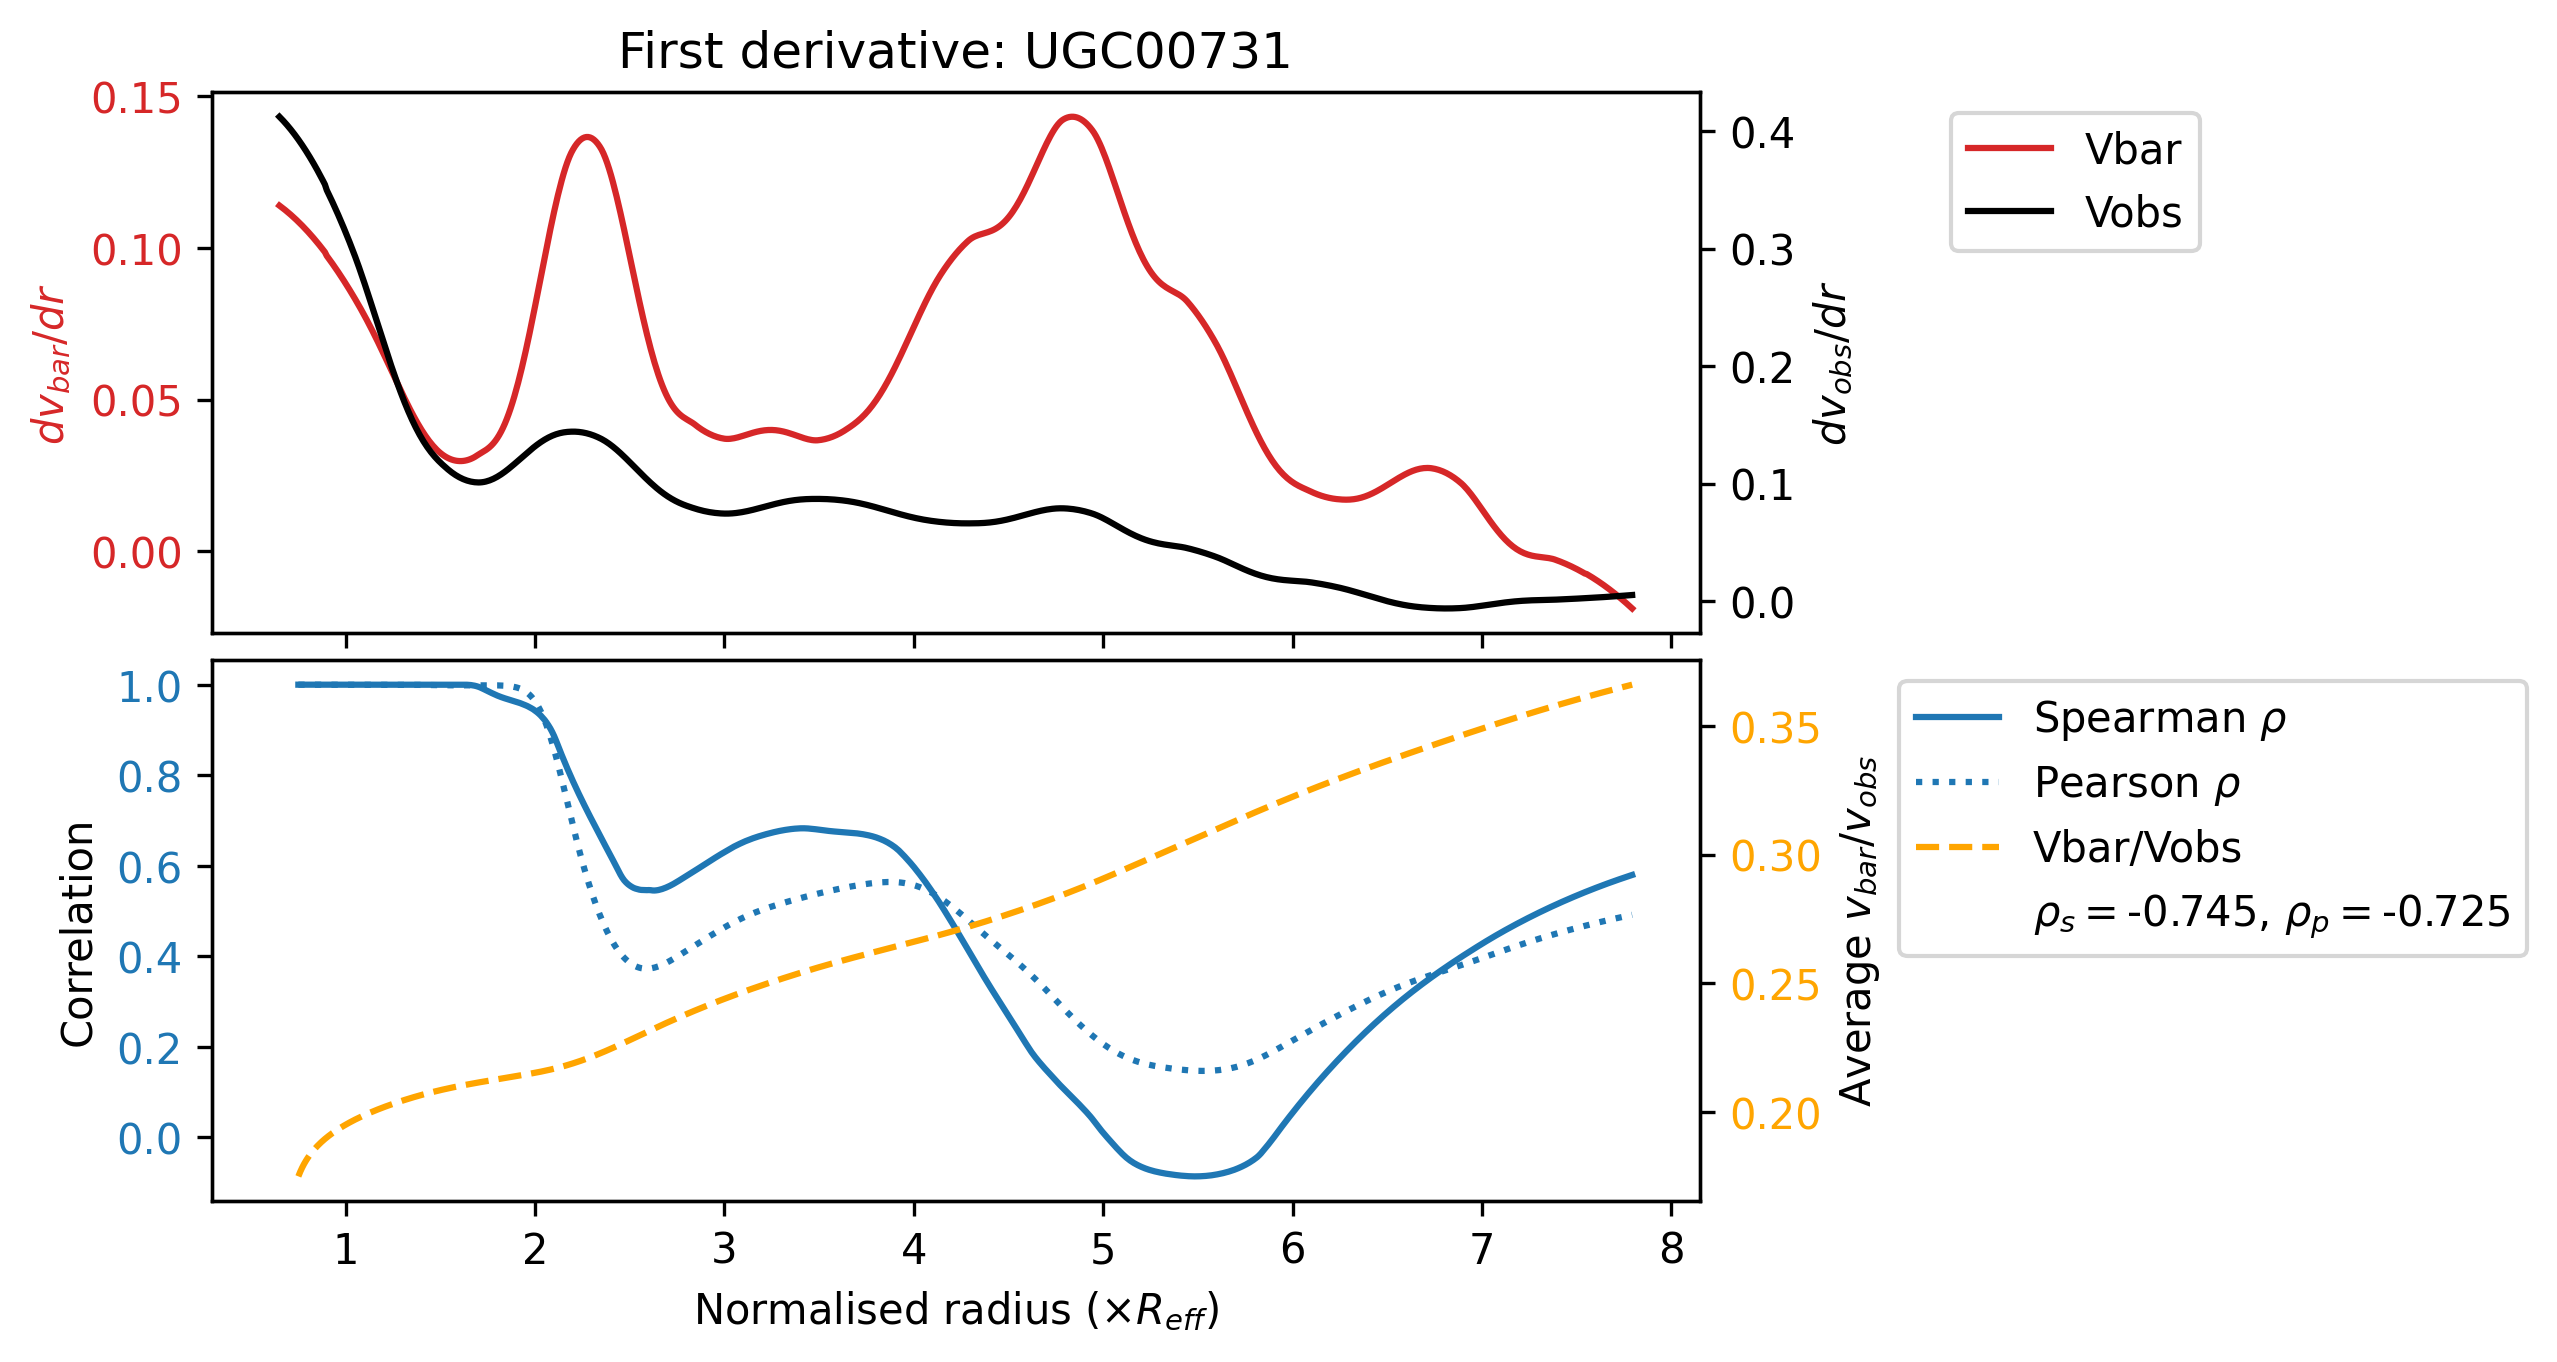 First derivative: UGC00731
0.15
0.10
0.05
0.00
dv_bar/dr
0.4
0.3
0.2
0.1
0.0
dv_obs/dr
Vbar
Vobs
1.0
0.8
0.6
0.4
0.2
0.0
Correlation
0.35
0.30
0.25
0.20
Average v_bar/v_obs
Spearman ρ
Pearson ρ
Vbar/Vobs
ρ_s = -0.745, ρ_p = -0.725
1 2 3 4 5 6 7 8
Normalised radius (×R_eff)